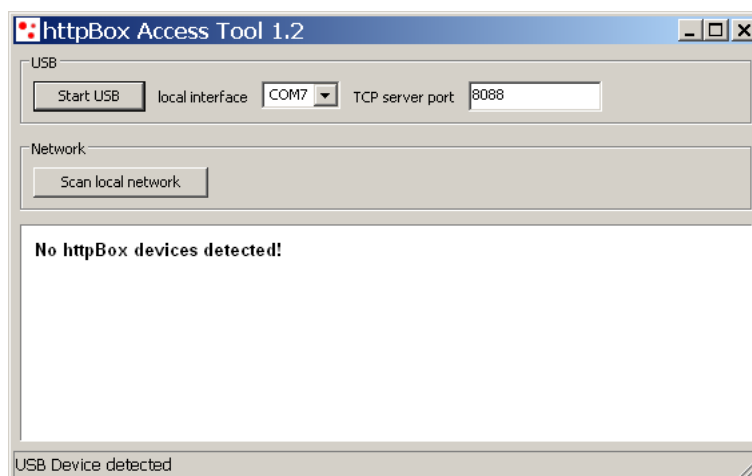 httpBox Access Tool 1.2
USB
Start USB local interface COM7 TCP server port 8088
Network
Scan local network
No httpBox devices detected!
USB Device detected